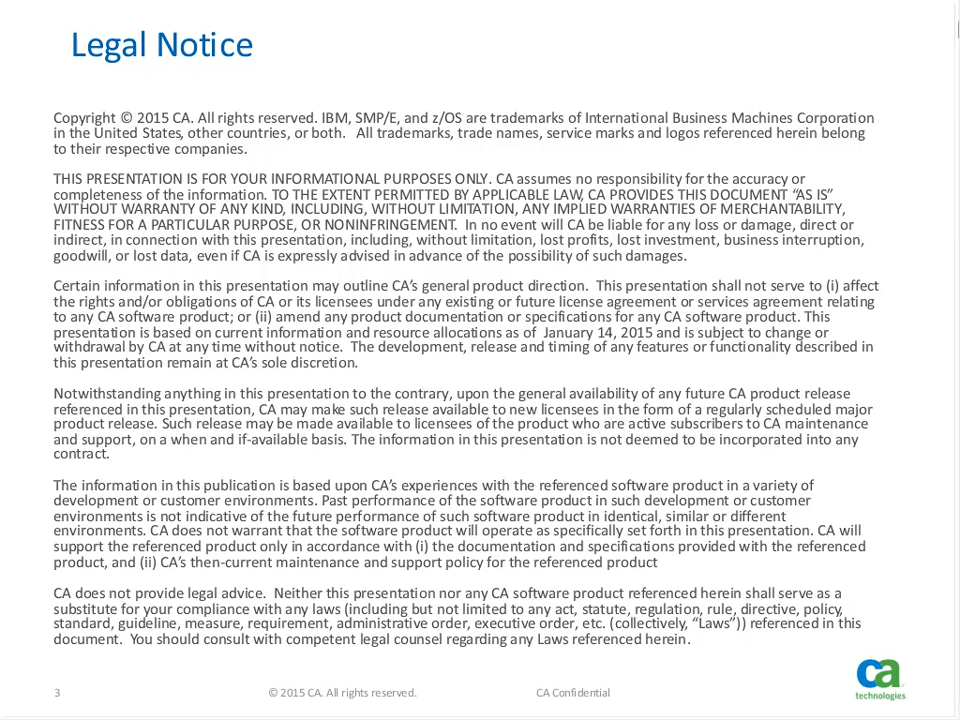 Legal Notice
Copyright © 2015 CA. All rights reserved. IBM, SMP/E, and z/OS are trademarks of International Business Machines Corporation
in the United States, other countries, or both.   All trademarks, trade names, service marks and logos referenced herein belong
to their respective companies.
THIS PRESENTATION IS FOR YOUR INFORMATIONAL PURPOSES ONLY. CA assumes no responsibility for the accuracy or
completeness of the information. TO THE EXTENT PERMITTED BY APPLICABLE LAW, CA PROVIDES THIS DOCUMENT “AS IS”
WITHOUT WARRANTY OF ANY KIND, INCLUDING, WITHOUT LIMITATION, ANY IMPLIED WARRANTIES OF MERCHANTABILITY,
FITNESS FOR A PARTICULAR PURPOSE, OR NONINFRINGEMENT.  In no event will CA be liable for any loss or damage, direct or
indirect, in connection with this presentation, including, without limitation, lost profits, lost investment, business interruption,
goodwill, or lost data, even if CA is expressly advised in advance of the possibility of such damages.
Certain information in this presentation may outline CA’s general product direction.  This presentation shall not serve to (i) affect
the rights and/or obligations of CA or its licensees under any existing or future license agreement or services agreement relating
to any CA software product; or (ii) amend any product documentation or specifications for any CA software product. This
presentation is based on current information and resource allocations as of  January 14, 2015 and is subject to change or
withdrawal by CA at any time without notice.  The development, release and timing of any features or functionality described in
this presentation remain at CA’s sole discretion.
Notwithstanding anything in this presentation to the contrary, upon the general availability of any future CA product release
referenced in this presentation, CA may make such release available to new licensees in the form of a regularly scheduled major
product release. Such release may be made available to licensees of the product who are active subscribers to CA maintenance
and support, on a when and if-available basis. The information in this presentation is not deemed to be incorporated into any
contract.
The information in this publication is based upon CA’s experiences with the referenced software product in a variety of
development or customer environments. Past performance of the software product in such development or customer
environments is not indicative of the future performance of such software product in identical, similar or different
environments. CA does not warrant that the software product will operate as specifically set forth in this presentation. CA will
support the referenced product only in accordance with (i) the documentation and specifications provided with the referenced
product, and (ii) CA’s then-current maintenance and support policy for the referenced product
CA does not provide legal advice.  Neither this presentation nor any CA software product referenced herein shall serve as a
substitute for your compliance with any laws (including but not limited to any act, statute, regulation, rule, directive, policy,
standard, guideline, measure, requirement, administrative order, executive order, etc. (collectively, “Laws”)) referenced in this
document.  You should consult with competent legal counsel regarding any Laws referenced herein.
3
© 2015 CA. All rights reserved.
CA Confidential
ca
technologies